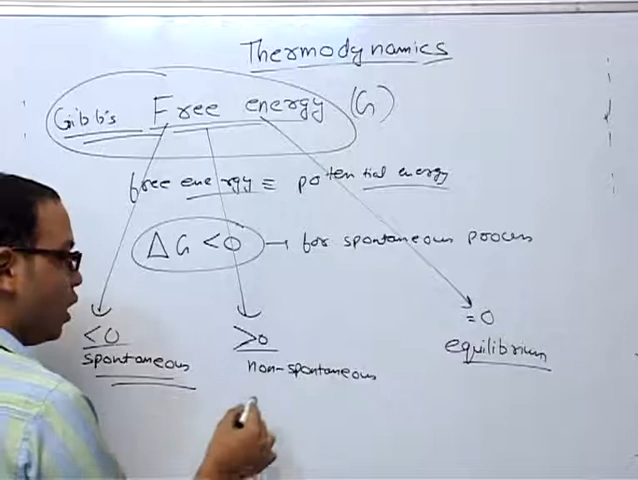 Thermodynamics
Gibb's Free energy (G)
free energy ≡ potential energy
ΔG <0 → for spontaneous process
<0 >0 =0
spontaneous non-spontaneous equilibrium